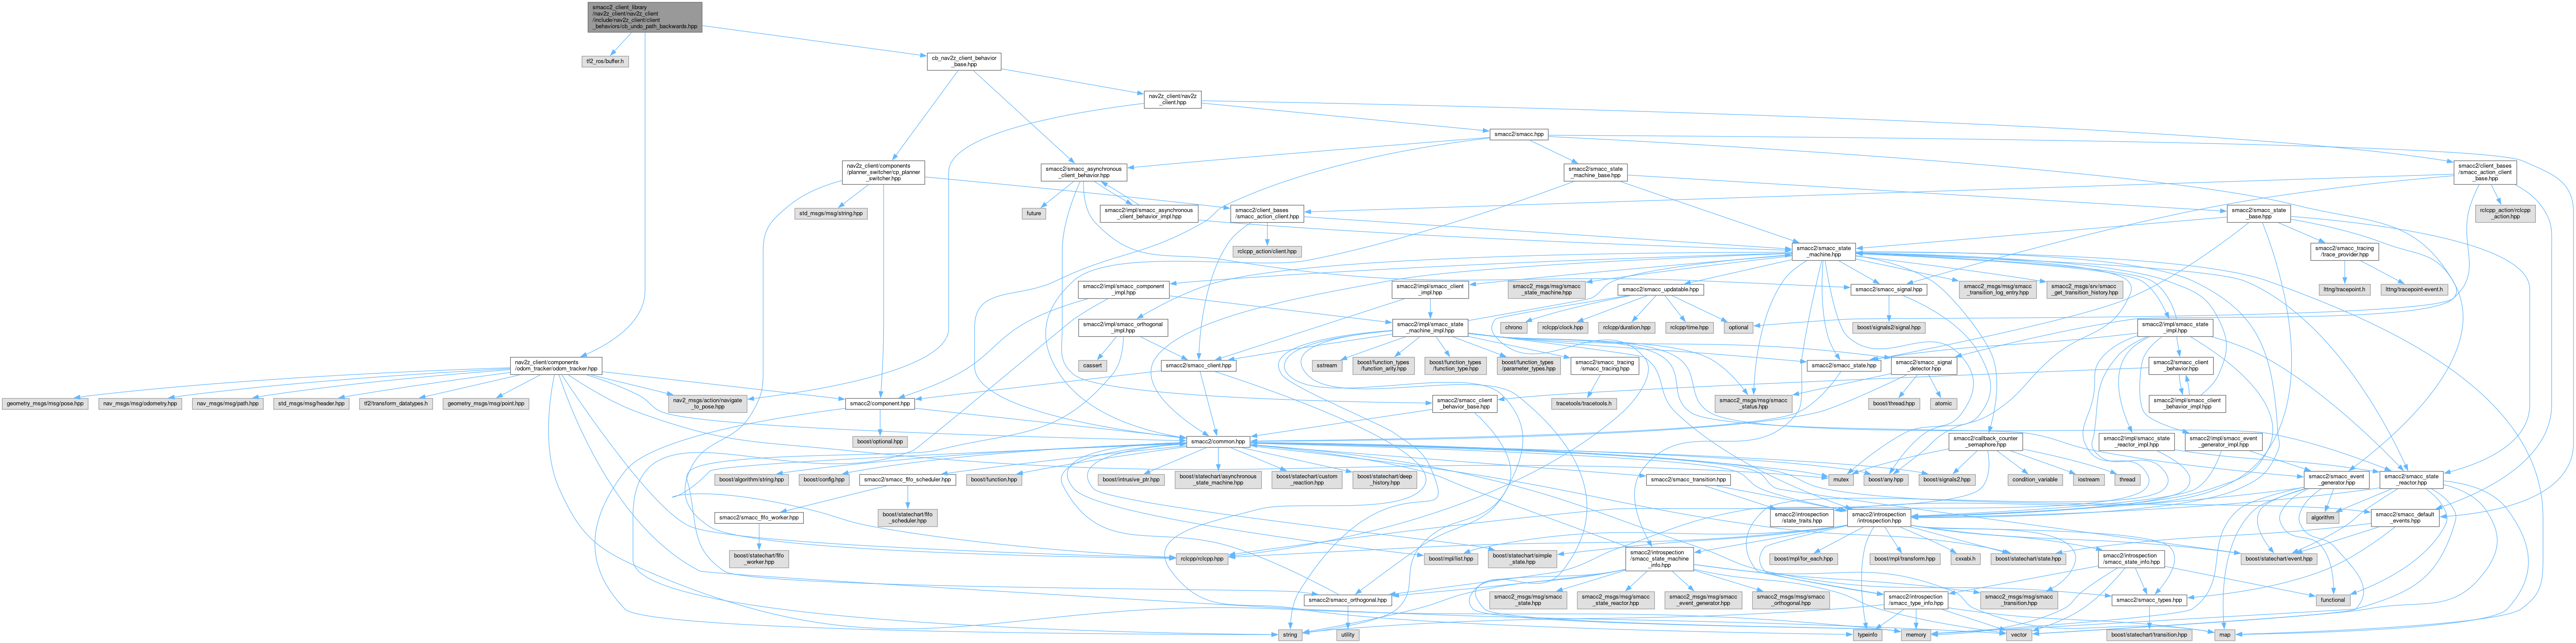 smacc2_client_library
/nav2z_client/nav2z_client
/include/nav2z_client/client
_behaviors/cb_undo_path_backwards.hpp
tf2_ros/buffer.h
cb_nav2z_client_behavior
_base.hpp
nav2z_client/nav2z
_client.hpp
smacc2/smacc.hpp
nav2z_client/components
/planner_switcher/cp_planner
_switcher.hpp
smacc2/smacc_asynchronous
_client_behavior.hpp
smacc2/smacc_state
_machine_base.hpp
smacc2/client_bases
/smacc_action_client
_base.hpp
std_msgs/msg/string.hpp
future
smacc2/impl/smacc_asynchronous
_client_behavior_impl.hpp
smacc2/client_bases
/smacc_action_client.hpp
smacc2/smacc_state
_base.hpp
rclcpp_action/rclcpp
_action.hpp
rclcpp_action/client.hpp
smacc2/smacc_state
_machine.hpp
smacc2/smacc_tracing
/trace_provider.hpp
smacc2/impl/smacc_component
_impl.hpp
smacc2/impl/smacc_client
_impl.hpp
smacc2_msgs/msg/smacc
_state_machine.hpp
smacc2/smacc_updatable.hpp
smacc2/smacc_signal.hpp
smacc2_msgs/msg/smacc
_transition_log_entry.hpp
smacc2_msgs/srv/smacc
_get_transition_history.hpp
lttng/tracepoint.h
lttng/tracepoint-event.h
smacc2/impl/smacc_orthogonal
_impl.hpp
smacc2/impl/smacc_state
_machine_impl.hpp
chrono
rclcpp/clock.hpp
rclcpp/duration.hpp
rclcpp/time.hpp
optional
boost/signals2/signal.hpp
smacc2/impl/smacc_state
_impl.hpp
nav2z_client/components
/odom_tracker/odom_tracker.hpp
cassert
smacc2/smacc_client.hpp
sstream
boost/function_types
/function_arity.hpp
boost/function_types
/function_type.hpp
boost/function_types
/parameter_types.hpp
smacc2/smacc_tracing
/smacc_tracing.hpp
smacc2/smacc_state.hpp
smacc2/smacc_signal
_detector.hpp
smacc2/smacc_client
_behavior.hpp
geometry_msgs/msg/pose.hpp
nav_msgs/msg/odometry.hpp
nav_msgs/msg/path.hpp
std_msgs/msg/header.hpp
tf2/transform_datatypes.h
geometry_msgs/msg/point.hpp
nav2_msgs/action/navigate
_to_pose.hpp
smacc2/component.hpp
smacc2/smacc_client
_behavior_base.hpp
tracetools/tracetools.h
smacc2_msgs/msg/smacc
_status.hpp
boost/thread.hpp
atomic
smacc2/impl/smacc_client
_behavior_impl.hpp
boost/optional.hpp
smacc2/common.hpp
smacc2/callback_counter
_semaphore.hpp
smacc2/impl/smacc_state
_reactor_impl.hpp
smacc2/impl/smacc_event
_generator_impl.hpp
boost/algorithm/string.hpp
boost/config.hpp
smacc2/smacc_fifo_scheduler.hpp
boost/function.hpp
boost/intrusive_ptr.hpp
boost/statechart/asynchronous
_state_machine.hpp
boost/statechart/custom
_reaction.hpp
boost/statechart/deep
_history.hpp
mutex
smacc2/smacc_transition.hpp
boost/any.hpp
boost/signals2.hpp
condition_variable
iostream
thread
smacc2/smacc_event
_generator.hpp
smacc2/smacc_state
_reactor.hpp
smacc2/smacc_fifo_worker.hpp
boost/statechart/fifo
_scheduler.hpp
smacc2/introspection
/state_traits.hpp
smacc2/introspection
/introspection.hpp
algorithm
smacc2/smacc_default
_events.hpp
boost/statechart/fifo
_worker.hpp
rclcpp/rclcpp.hpp
boost/mpl/list.hpp
boost/statechart/simple
_state.hpp
smacc2/introspection
/smacc_state_machine
_info.hpp
boost/mpl/for_each.hpp
boost/mpl/transform.hpp
cxxabi.h
boost/statechart/state.hpp
smacc2/introspection
/smacc_state_info.hpp
boost/statechart/event.hpp
smacc2/smacc_orthogonal.hpp
smacc2_msgs/msg/smacc
_state.hpp
smacc2_msgs/msg/smacc
_state_reactor.hpp
smacc2_msgs/msg/smacc
_event_generator.hpp
smacc2_msgs/msg/smacc
_orthogonal.hpp
smacc2/introspection
/smacc_type_info.hpp
smacc2_msgs/msg/smacc
_transition.hpp
smacc2/smacc_types.hpp
functional
string
utility
typeinfo
memory
vector
boost/statechart/transition.hpp
map